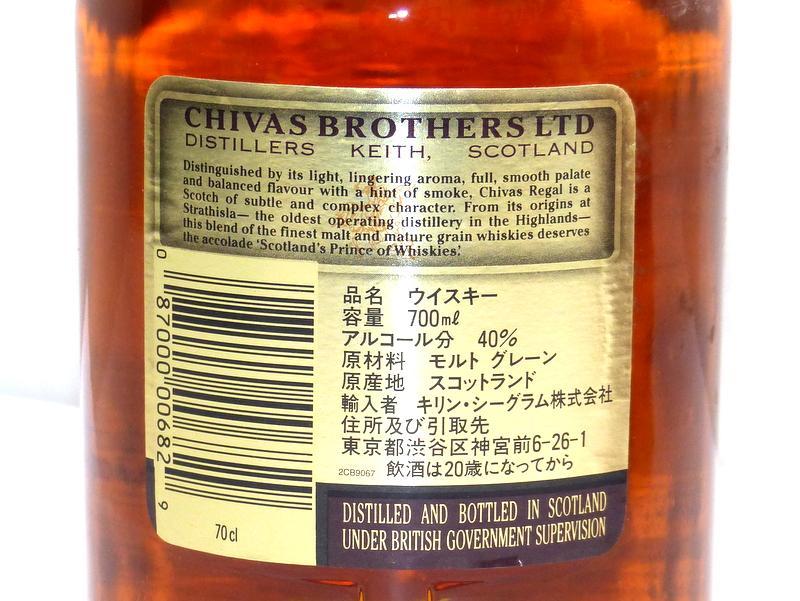 CHIVAS BROTHERS LTD
DISTILLERS KEITH, SCOTLAND
Distinguished by its light, lingering aroma, full, smooth palate
and balanced flavour with a hint of smoke, Chivas Regal is a
Scotch of subtle and complex character. From its origins at
Strathisla— the oldest operating distillery in the Highlands—
this blend of the finest malt and mature grain whiskies deserves
the accolade ‘Scotland's Prince of Whiskies’.
品名 ウイスキー
容量 700㎖
アルコール分 40%
原材料 モルト グレーン
原産地 スコットランド
輸入者 キリン・シーグラム株式会社
住所及び引取先
東京都渋谷区神宮前6-26-1
2CB9067 飲酒は20歳になってから
0 87000 00682 9
70 cl
DISTILLED AND BOTTLED IN SCOTLAND
UNDER BRITISH GOVERNMENT SUPERVISION